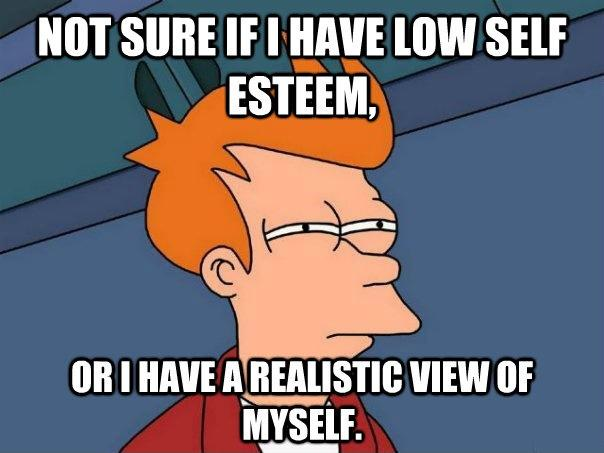 NOT SURE IF I HAVE LOW SELF
ESTEEM,
OR I HAVE A REALISTIC VIEW OF
MYSELF.